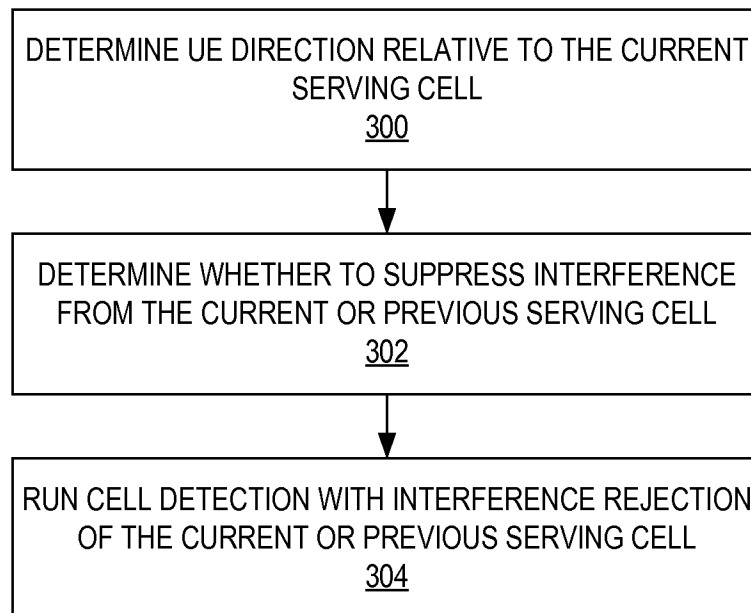 DETERMINE UE DIRECTION RELATIVE TO THE CURRENT
SERVING CELL
300
DETERMINE WHETHER TO SUPPRESS INTERFERENCE
FROM THE CURRENT OR PREVIOUS SERVING CELL
302
RUN CELL DETECTION WITH INTERFERENCE REJECTION
OF THE CURRENT OR PREVIOUS SERVING CELL
304